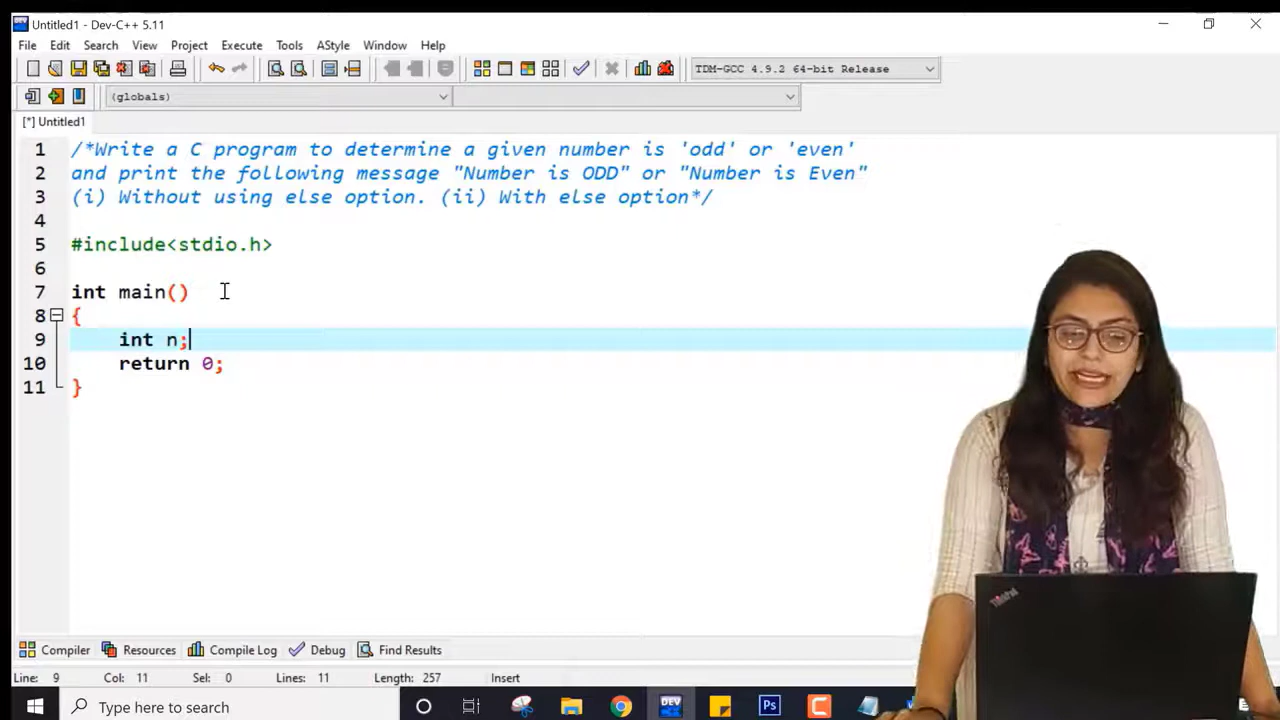 Untitled1 - Dev-C++ 5.11
File Edit Search View Project Execute Tools AStyle Window Help
TDM-GCC 4.9.2 64-bit Release
(globals)
[*] Untitled1
1 /*Write a C program to determine a given number is 'odd' or 'even'
2 and print the following message "Number is ODD" or "Number is Even"
3 (i) Without using else option. (ii) With else option*/
4
5 #include<stdio.h>
6
7 int main()
8 {
9 int n;
10 return 0;
11 }
ThinkPad
Compiler Resources Compile Log Debug Find Results
Line: 9 Col: 11 Sel: 0 Lines: 11 Length: 257 Insert
Type here to search
DEV
Ps